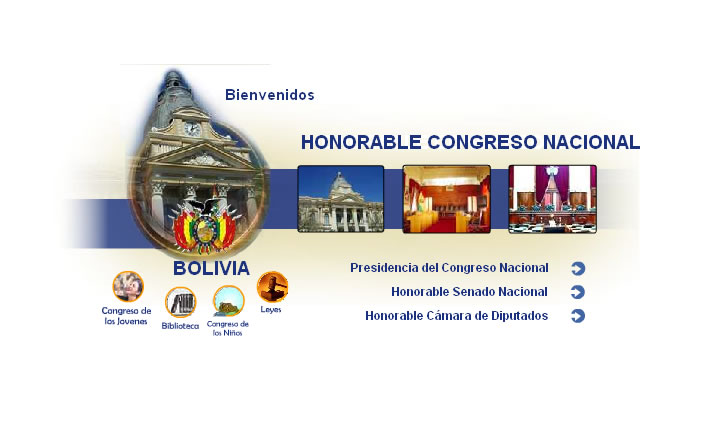 Bienvenidos
HONORABLE CONGRESO NACIONAL
BOLIVIA
Presidencia del Congreso Nacional
Honorable Senado Nacional
Honorable Cámara de Diputados
Congreso de
los Jovenes
Biblioteca
Congreso de
los Niños
Leyes